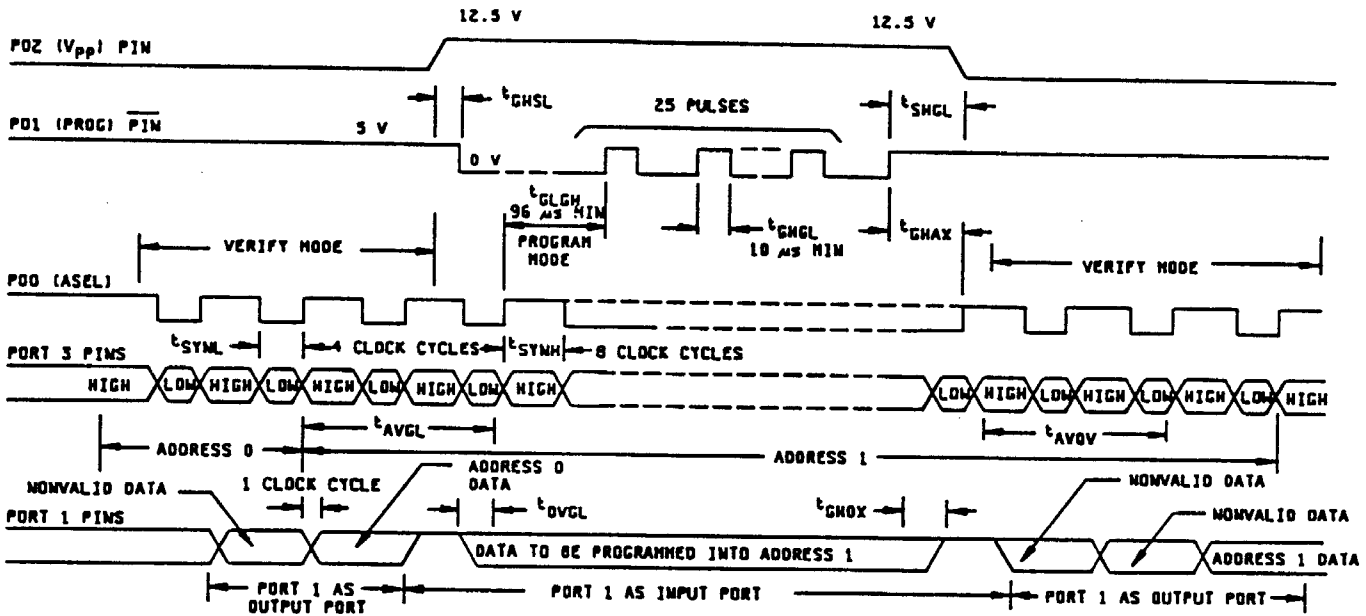 12.5 V
12.5 V
PD2 (Vpp) PIN
tGHSL
25 PULSES
tSHGL
PD1 (PROG) PIN
5 V
0 V
tGLGH
96 µs MIN
PROGRAM
MODE
tGHGL
10 µs MIN
tGHAX
VERIFY MODE
VERIFY MODE
PD0 (ASEL)
tSYNL
4 CLOCK CYCLES
tSYNH
8 CLOCK CYCLES
PORT 3 PINS
HIGH LOW HIGH LOW HIGH LOW HIGH LOW HIGH
LOW HIGH LOW HIGH LOW HIGH LOW HIGH
tAVGL
tAVQV
ADDRESS 0
ADDRESS 1
NONVALID DATA
1 CLOCK CYCLE
ADDRESS 0
DATA
NONVALID DATA
NONVALID DATA
PORT 1 PINS
tDVGL
tGHDX
DATA TO BE PROGRAMMED INTO ADDRESS 1
ADDRESS 1 DATA
PORT 1 AS
OUTPUT PORT
PORT 1 AS INPUT PORT
PORT 1 AS OUTPUT PORT